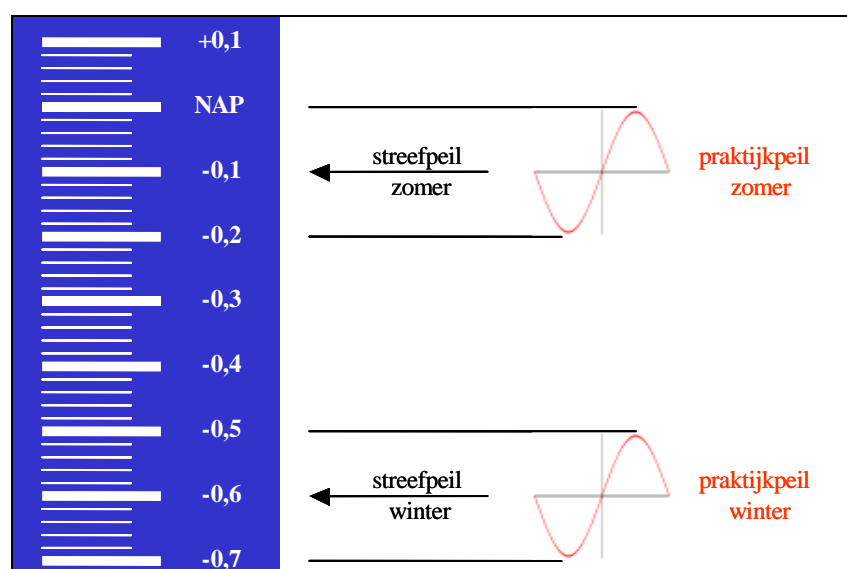 +0,1
NAP
-0,1
-0,2
-0,3
-0,4
-0,5
-0,6
-0,7
streefpeil
zomer
praktijkpeil
zomer
streefpeil
winter
praktijkpeil
winter